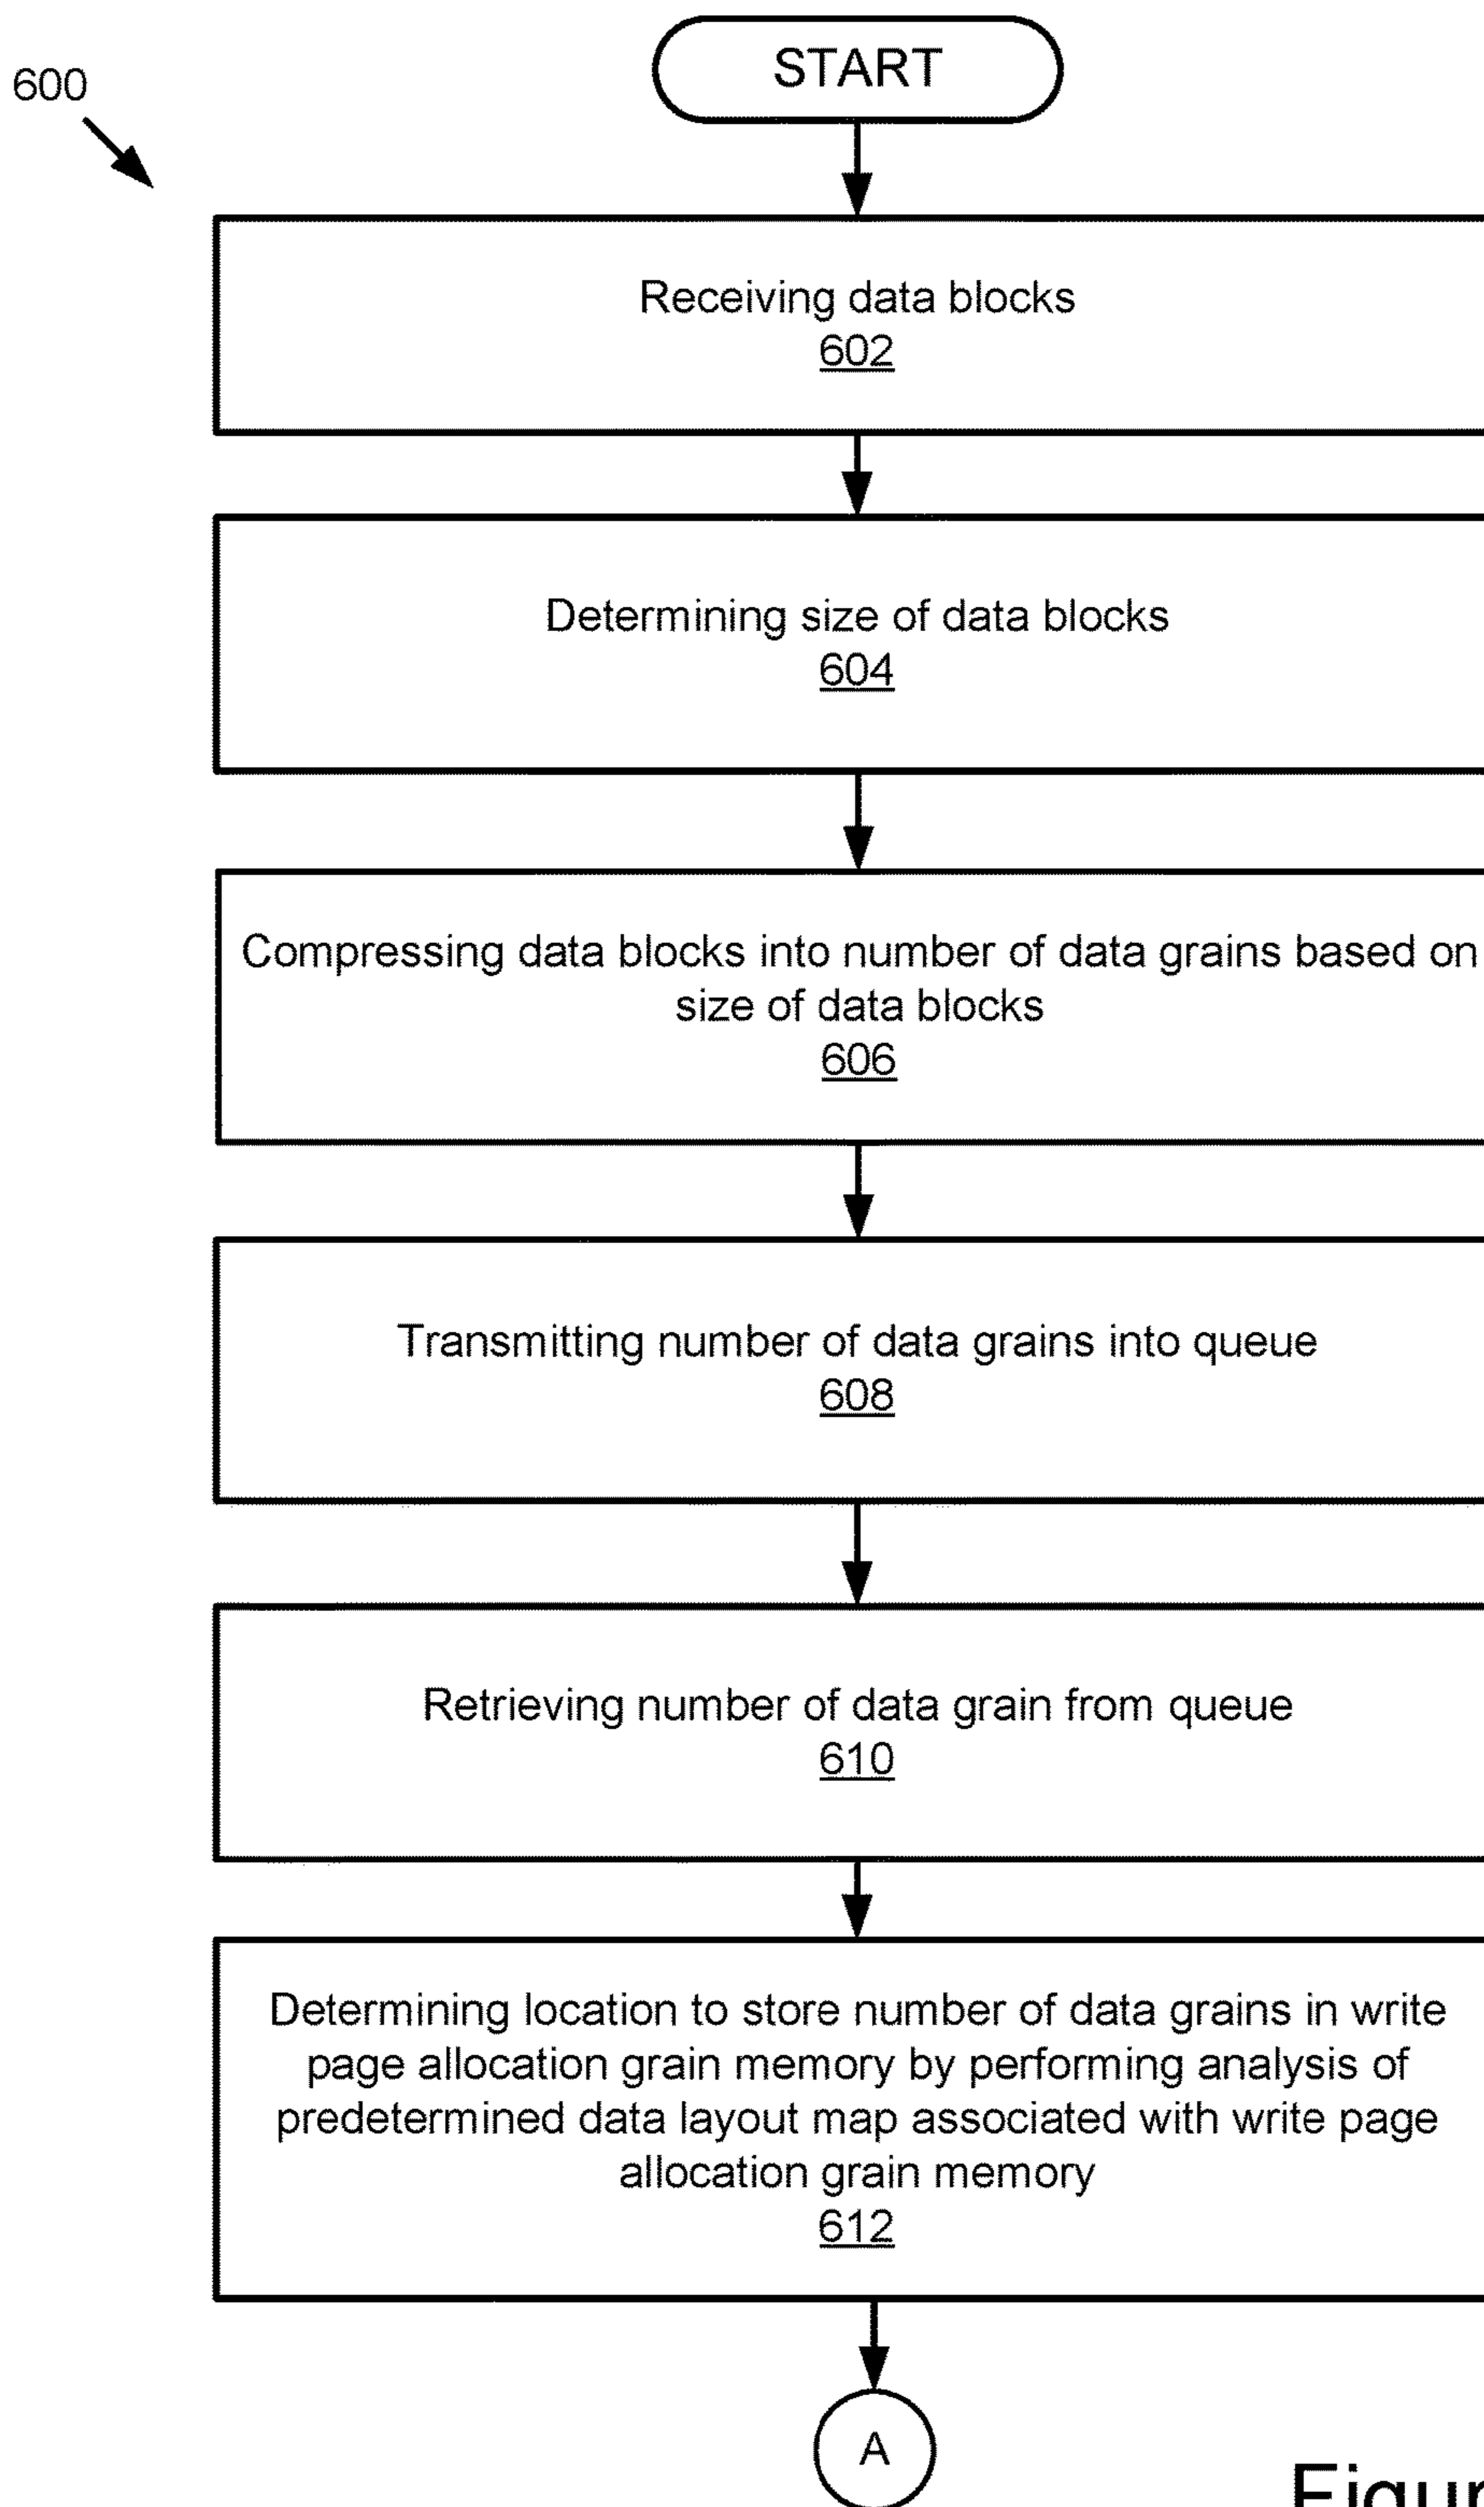 START
600
Receiving data blocks
602
Determining size of data blocks
604
Compressing data blocks into number of data grains based on
size of data blocks
606
Transmitting number of data grains into queue
608
Retrieving number of data grain from queue
610
Determining location to store number of data grains in write
page allocation grain memory by performing analysis of
predetermined data layout map associated with write page
allocation grain memory
612
A